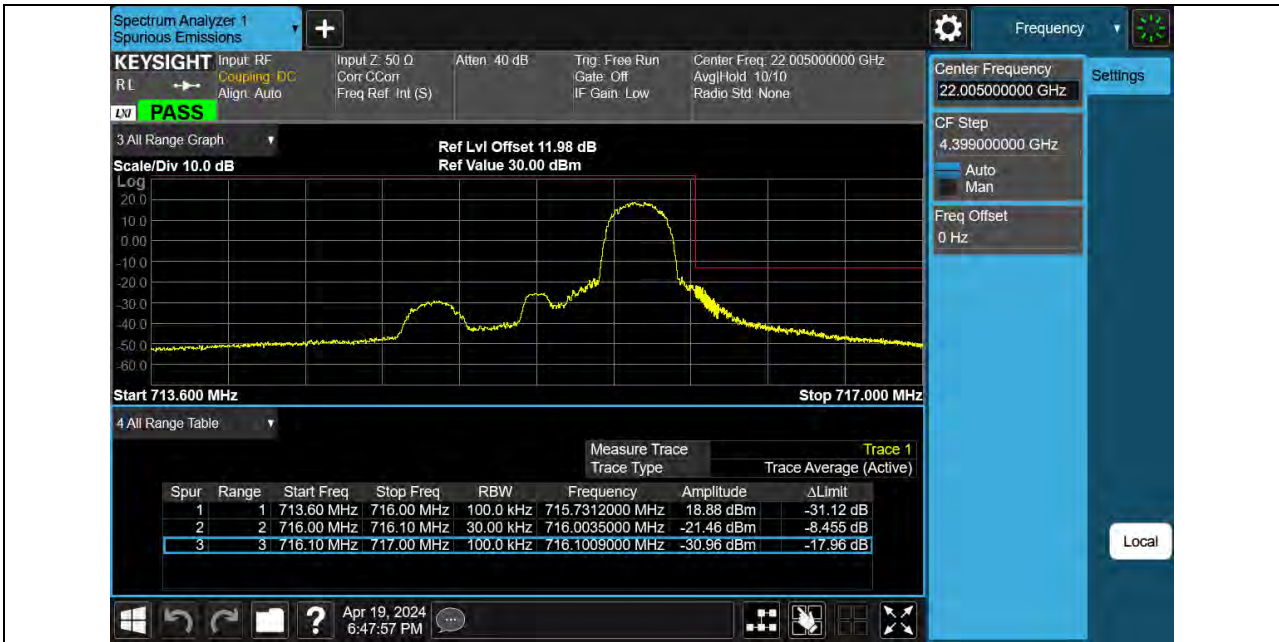 Spectrum Analyzer 1
Spurious Emissions
Frequency
KEYSIGHT
RL
LXI
PASS
Input: RF
Coupling: DC
Align: Auto
Input Z: 50 Ω
Corr CCorr
Freq Ref: Int (S)
Atten: 40 dB
Trig: Free Run
Gate: Off
IF Gain: Low
Center Freq: 22.005000000 GHz
Avg|Hold: 10/10
Radio Std: None
Center Frequency
22.005000000 GHz
Settings
CF Step
4.399000000 GHz
Auto
Man
Freq Offset
0 Hz
Local
3 All Range Graph
Scale/Div 10.0 dB
Ref Lvl Offset 11.98 dB
Ref Value 30.00 dBm
Log
20.0
10.0
0.00
-10.0
-20.0
-30.0
-40.0
-50.0
-60.0
Start 713.600 MHz
Stop 717.000 MHz
4 All Range Table
Measure Trace Trace 1
Trace Type Trace Average (Active)
Spur Range Start Freq Stop Freq RBW Frequency Amplitude ΔLimit
1 1 713.60 MHz 716.00 MHz 100.0 kHz 715.7312000 MHz 18.88 dBm -31.12 dB
2 2 716.00 MHz 716.10 MHz 30.00 kHz 716.0035000 MHz -21.46 dBm -8.455 dB
3 3 716.10 MHz 717.00 MHz 100.0 kHz 716.1009000 MHz -30.96 dBm -17.96 dB
?
Apr 19, 2024
6:47:57 PM